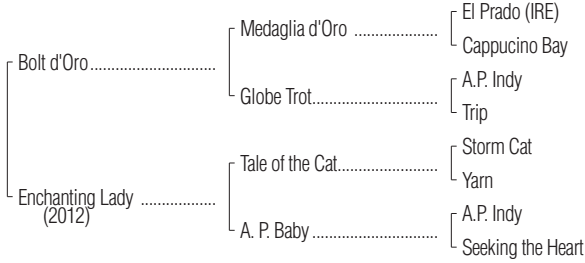 El Prado (IRE)
Medaglia d'Oro ....................
Cappucino Bay
Bolt d'Oro..............................
A.P. Indy
Globe Trot..............................
Trip
Storm Cat
Tale of the Cat........................
Yarn
Enchanting Lady ..................
(2012)
A.P. Indy
A. P. Baby ..............................
Seeking the Heart